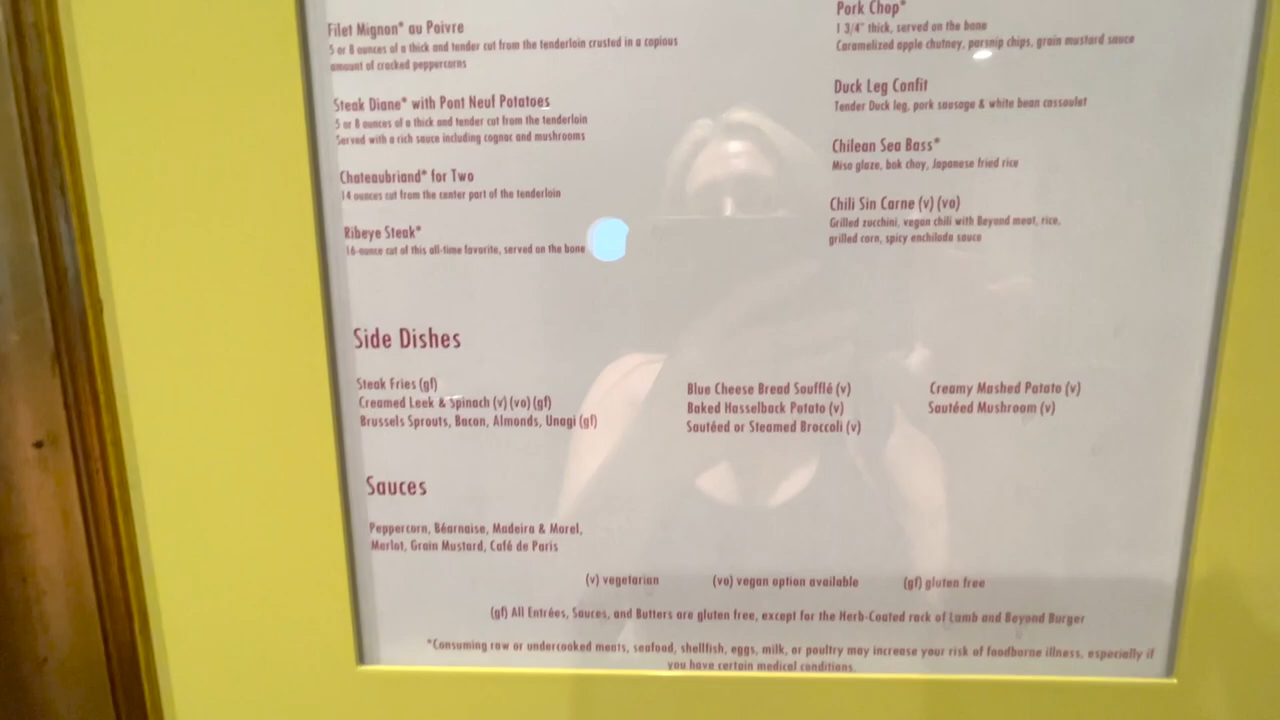 Filet Mignon* au Poivre
5 or 8 ounces of a thick and tender cut from the tenderloin crusted in a copious
amount of cracked peppercorns
Steak Diane* with Pont Neuf Potatoes
5 or 8 ounces of a thick and tender cut from the tenderloin
Served with a rich sauce including cognac and mushrooms
Chateaubriand* for Two
14 ounces cut from the center part of the tenderloin
Ribeye Steak*
16-ounce cut of this all-time favorite, served on the bone
Pork Chop*
1 3/4" thick, served on the bone
Caramelized apple chutney, parsnip chips, grain mustard sauce
Duck Leg Confit
Tender Duck leg, pork sausage & white bean cassoulet
Chilean Sea Bass*
Miso glaze, bok choy, Japanese fried rice
Chili Sin Carne (v) (vo)
Grilled zucchini, vegan chili with Beyond meat, rice,
grilled corn, spicy enchilada sauce
Side Dishes
Steak Fries (gf)
Creamed Leek & Spinach (v) (vo) (gf)
Brussels Sprouts, Bacon, Almonds, Unagi (gf)
Blue Cheese Bread Soufflé (v)
Baked Hasselback Potato (v)
Sautéed or Steamed Broccoli (v)
Creamy Mashed Potato (v)
Sautéed Mushroom (v)
Sauces
Peppercorn, Béarnaise, Madeira & Morel,
Merlot, Grain Mustard, Café de Paris
(v) vegetarian (vo) vegan option available (gf) gluten free
(gf) All Entrées, Sauces, and Butters are gluten free, except for the Herb-Coated rack of Lamb and Beyond Burger
*Consuming raw or undercooked meats, seafood, shellfish, eggs, milk, or poultry may increase your risk of foodborne illness, especially if
you have certain medical conditions.